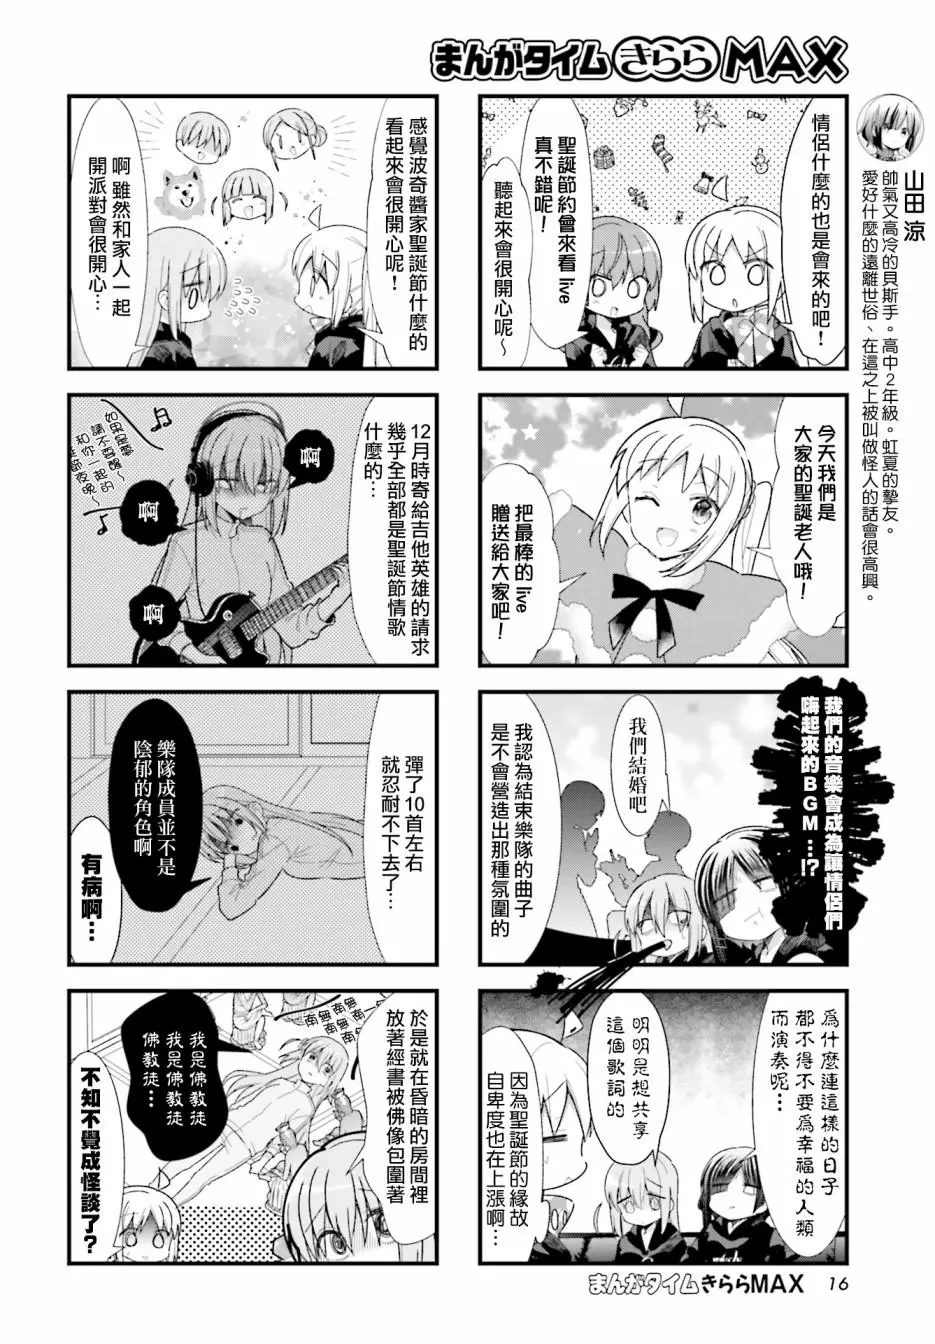 まんがタイムきららMAX
山田 涼
帥氣又高冷的貝斯手。高中2年級。虹夏的摯友。
愛好什麼的遠離世俗、在這之上被叫做怪人的話會很高興。
情侶什麼的也是會來的吧!
聖誕節約會來看live
真不錯呢!
聽起來會很開心呢～
今天我們是
大家的聖誕老人哦!
把最棒的live
贈送給大家吧!
我們的音樂會成為讓情侶們
嗨起來的BGM…!?
我們結婚吧
我認為結束樂隊的曲子
是不會營造出那種氛圍的
為什麼連這樣的日子
都不得不要為幸福的人類
而演奏呢…
明明是想共享
這個歌詞的
因為聖誕節的緣故
自卑度也在上漲啊…
感覺波奇醬家聖誕節什麼的
看起來會很開心呢!
啊 雖然和家人一起
開派對會很開心…
12月時寄給吉他英雄的請求
幾乎全部都是聖誕節情歌
什麼的…
啊
啊
啊
如果是夢
請不要醒～
和你一起的
聖節夜晚～
彈了10首左右
就忍耐不下去了…
樂隊成員並不是
陰郁的角色啊
有病啊…
於是就在昏暗的房間裡
放著經書被佛像包圍著
南無南無
南無
我是佛教徒
我是佛教徒
佛教徒…
不知不覺成怪談了?
まんがタイムきららMAX 16